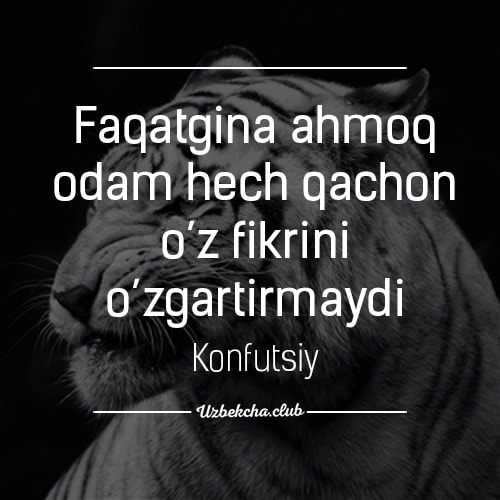 Faqatgina ahmoq
odam hech qachon
o'z fikrini
o'zgartirmaydi
Konfutsiy
Uzbekcha.club